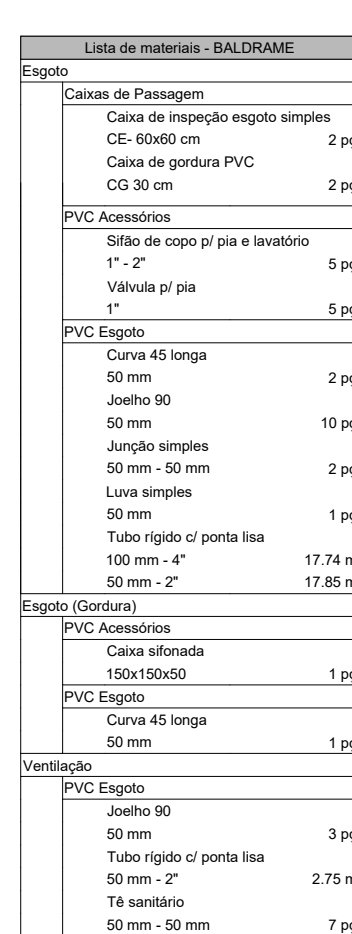 Lista de materiais - BALDRAME
Esgoto
Caixas de Passagem
Caixa de inspeção esgoto simples
CE- 60x60 cm 2
Caixa de gordura PVC
CG 30 cm 2
PVC Acessórios
Sifão de copo p/ pia e lavatório
1" - 2" 5
Válvula p/ pia
1" 5
PVC Esgoto
Curva 45 longa
50 mm 2
Joelho 90
50 mm 10
Junção simples
50 mm - 50 mm 2
Luva simples
50 mm 1
Tubo rígido c/ ponta lisa
100 mm - 4" 17.74
50 mm - 2" 17.85
Esgoto (Gordura)
PVC Acessórios
Caixa sifonada
150x150x50 1
PVC Esgoto
Curva 45 longa
50 mm 1
Ventilação
PVC Esgoto
Joelho 90
50 mm 3
Tubo rígido c/ ponta lisa
50 mm - 2" 2.75
Tê sanitário
50 mm - 50 mm 7